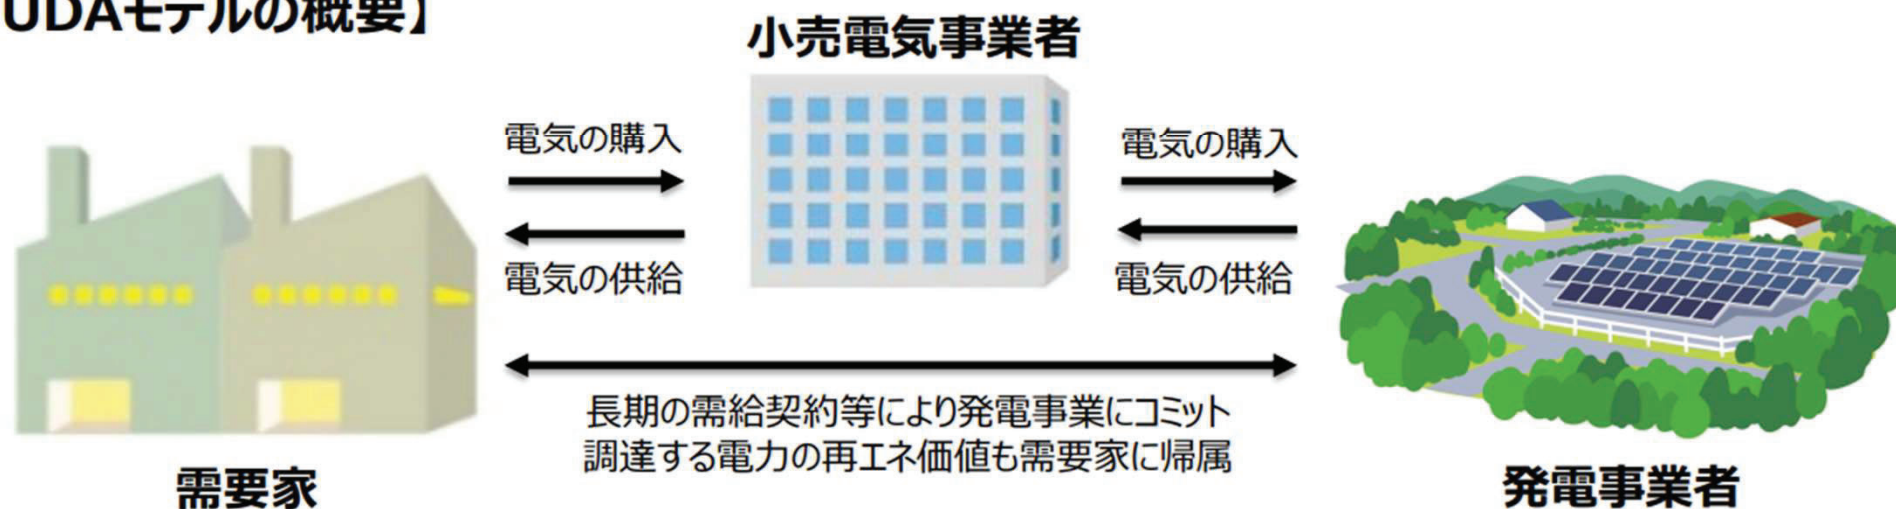 UDAモデルの概要】
小売電気事業者
電気の購入
電気の購入
電気の供給
電気の供給
長期の需給契約等により発電事業にコミット
調達する電力の再エネ価値も需要家に帰属
需要家
発電事業者